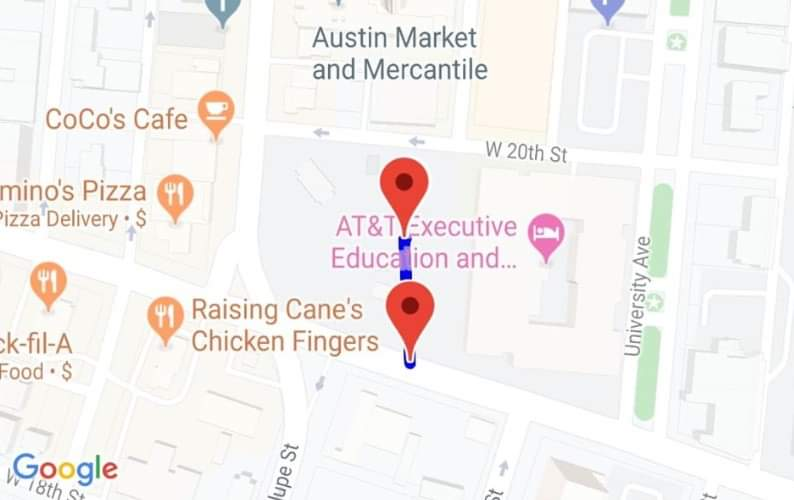 Austin Market
and Mercantile
CoCo's Cafe
W 20th St
mino's Pizza
Pizza Delivery • $
AT&T Executive
Education and...
University Ave
Raising Cane's
Chicken Fingers
ck-fil-A
Food • $
Google
W 18th St
lupe St
St